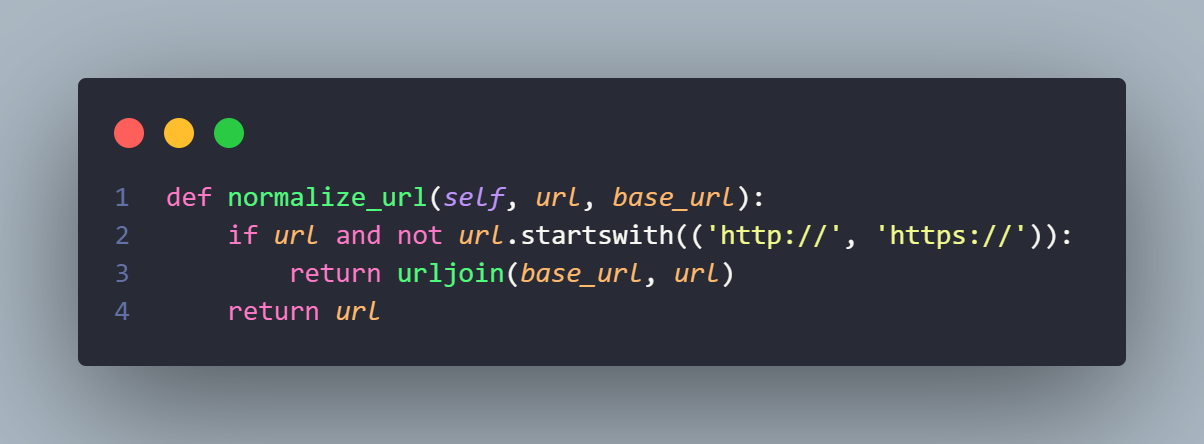 1 def normalize_url(self, url, base_url):
2     if url and not url.startswith(('http://', 'https://')):
3         return urljoin(base_url, url)
4     return url